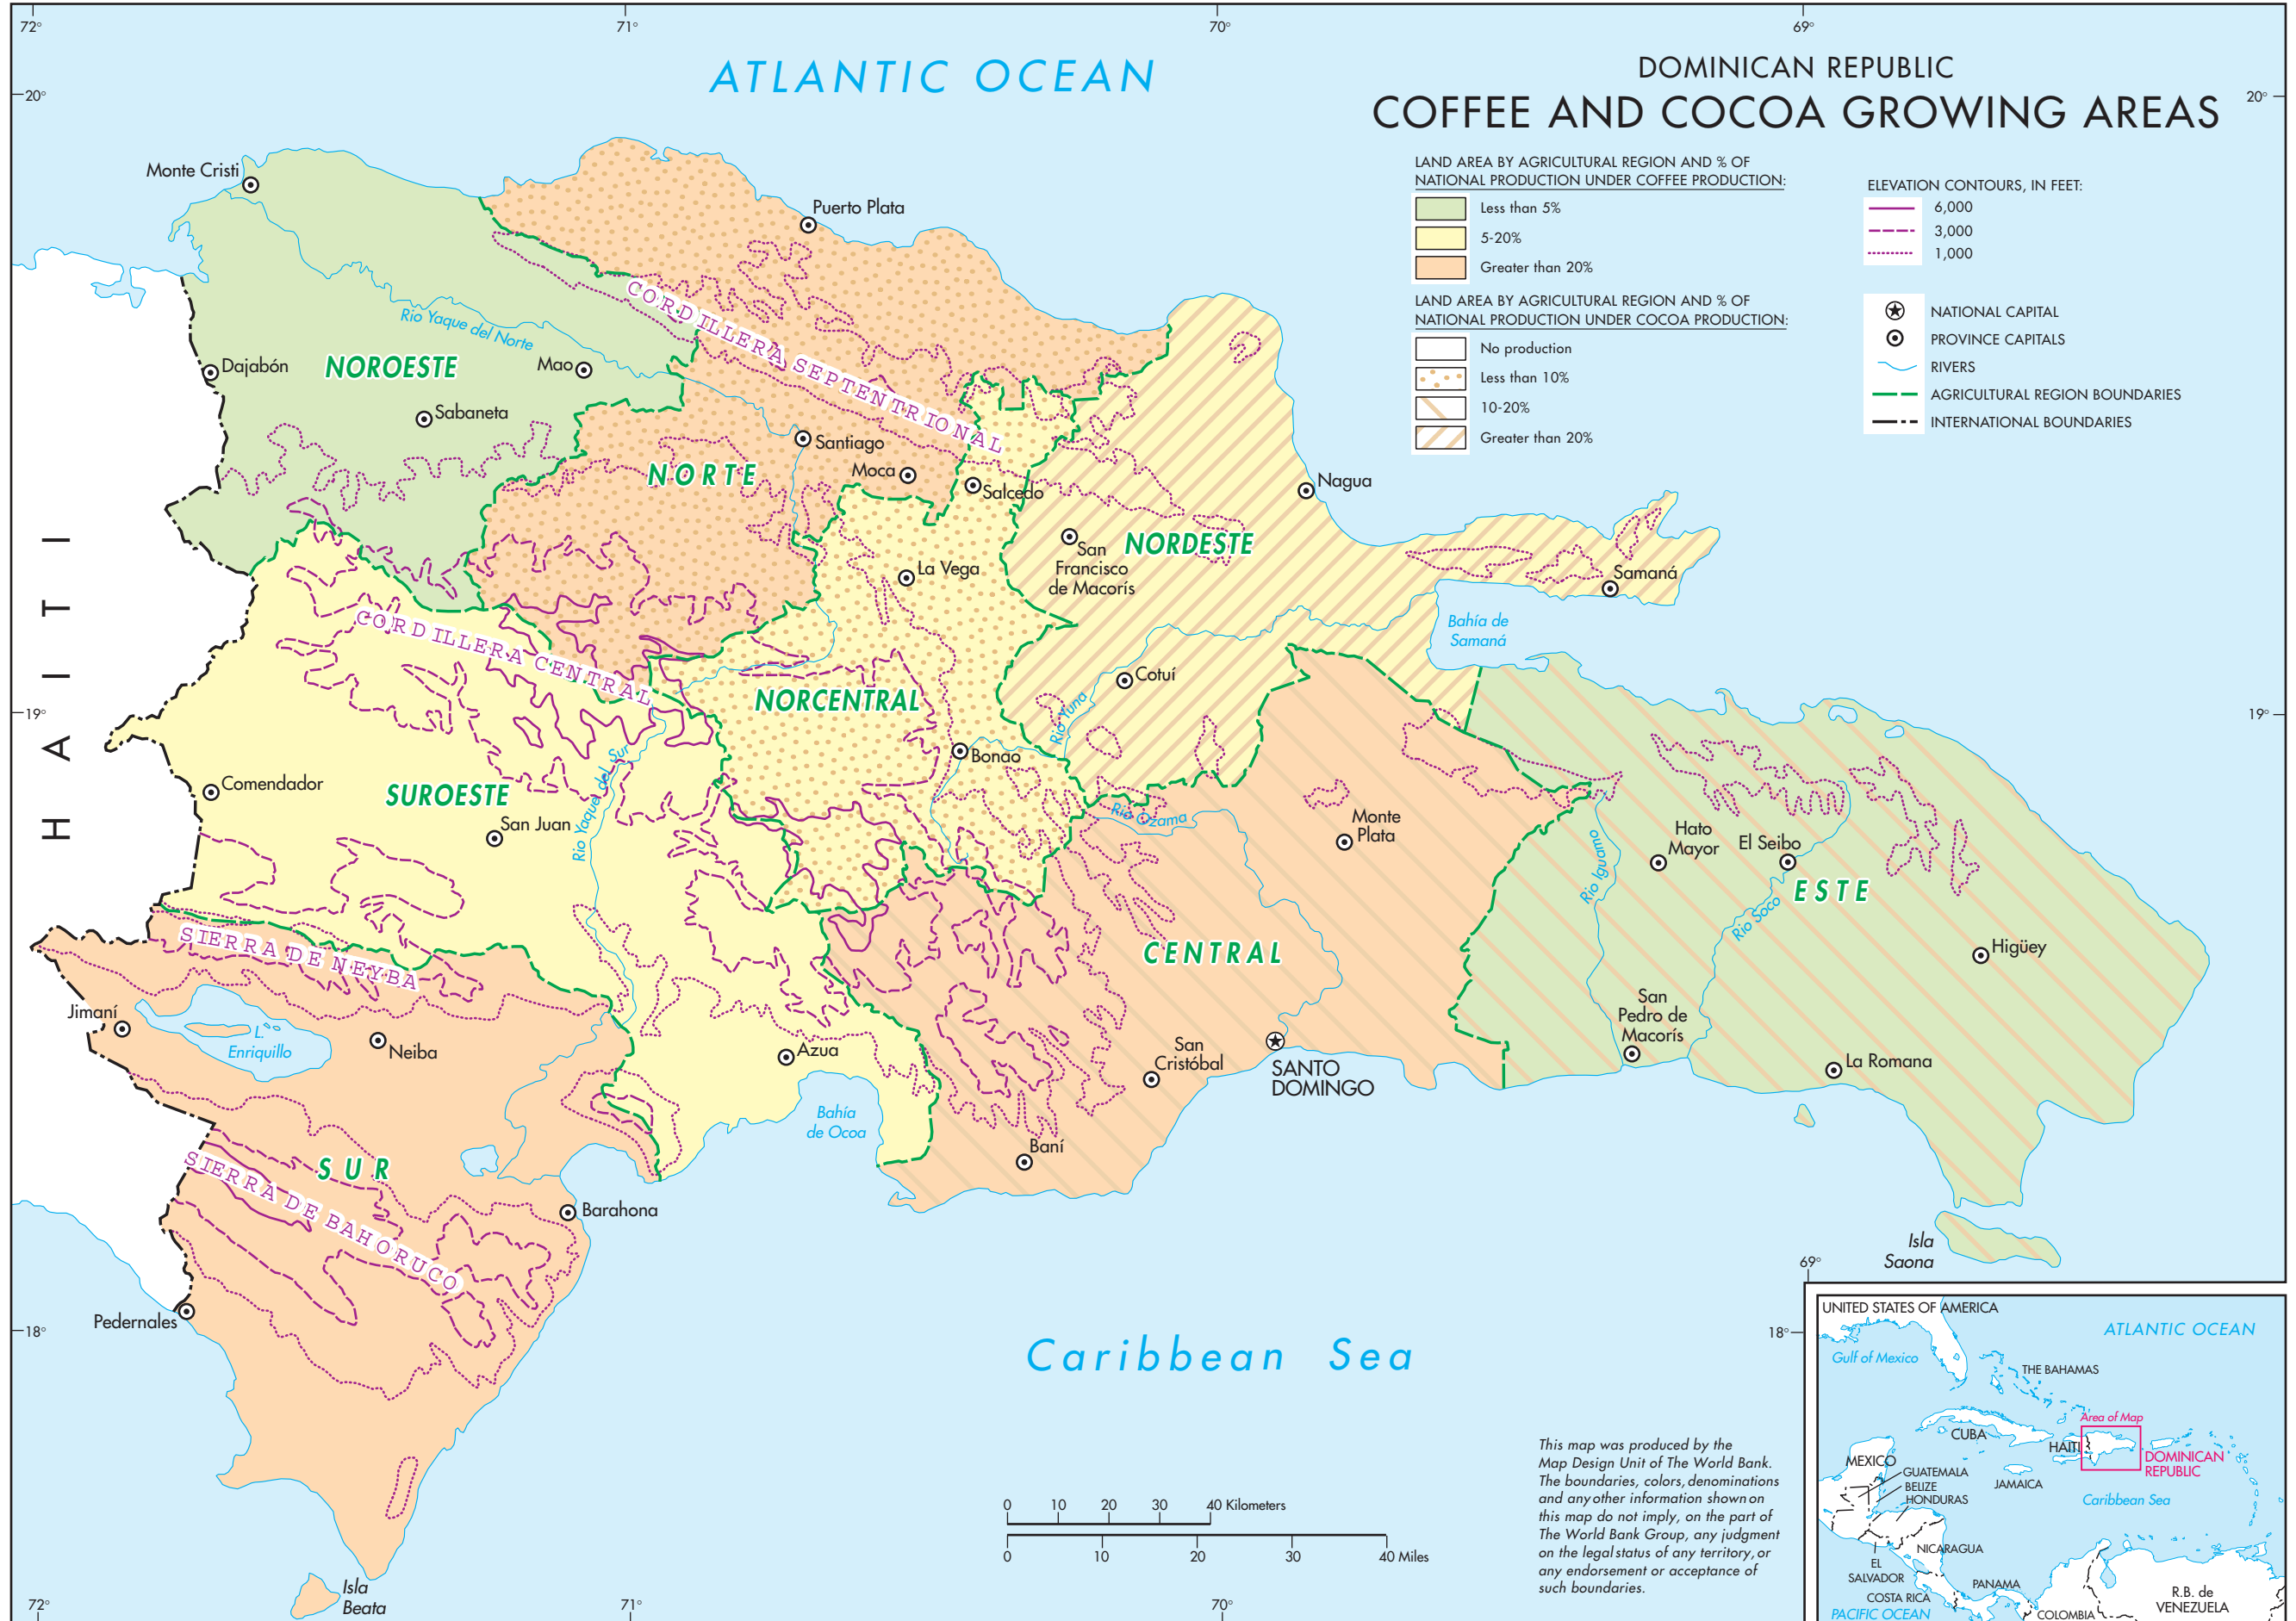 72°
71°
70°
69°
20°
20°
19°
19°
18°
18°
69°
72°
71°
70°
ATLANTIC OCEAN
DOMINICAN REPUBLIC
COFFEE AND COCOA GROWING AREAS
LAND AREA BY AGRICULTURAL REGION AND % OF
NATIONAL PRODUCTION UNDER COFFEE PRODUCTION:
Less than 5%
5-20%
Greater than 20%
LAND AREA BY AGRICULTURAL REGION AND % OF
NATIONAL PRODUCTION UNDER COCOA PRODUCTION:
No production
Less than 10%
10-20%
Greater than 20%
ELEVATION CONTOURS, IN FEET:
6,000
3,000
1,000
NATIONAL CAPITAL
PROVINCE CAPITALS
RIVERS
AGRICULTURAL REGION BOUNDARIES
INTERNATIONAL BOUNDARIES
Monte Cristi
Puerto Plata
Rio Yaque del Norte
CORDILLERA SEPTENTRIONAL
Dajabón
NOROESTE
Mao
Sabaneta
Santiago
NORTE
Moca
Salcedo
Nagua
San
Francisco
de Macorís
NORDESTE
La Vega
Samaná
Bahía de
Samaná
HAITI
CORDILLERA CENTRAL
Cotuí
NORCENTRAL
Rio Yuna
Bonao
Rio Yaque del Sur
Comendador
SUROESTE
San Juan
Rio Ozama
Monte
Plata
Hato
Mayor
El Seibo
Rio Iguamo
Rio Soco
ESTE
SIERRA DE NEYBA
CENTRAL
Higüey
Jimaní
L.
Enriquillo
Neiba
Azua
San
Cristóbal
SANTO
DOMINGO
San
Pedro de
Macorís
La Romana
Bahía
de Ocoa
Baní
SUR
SIERRA DE BAHORUCO
Barahona
Pedernales
Isla
Saona
Caribbean Sea
Isla
Beata
0 10 20 30 40 Kilometers
0 10 20 30 40 Miles
This map was produced by the
Map Design Unit of The World Bank.
The boundaries, colors, denominations
and any other information shown on
this map do not imply, on the part of
The World Bank Group, any judgment
on the legal status of any territory, or
any endorsement or acceptance of
such boundaries.
UNITED STATES OF AMERICA
ATLANTIC OCEAN
Gulf of Mexico
THE BAHAMAS
Area of Map
CUBA
HAITI
DOMINICAN
REPUBLIC
MEXICO
GUATEMALA
BELIZE
HONDURAS
JAMAICA
Caribbean Sea
NICARAGUA
EL
SALVADOR
COSTA RICA
PANAMA
PACIFIC OCEAN
COLOMBIA
R.B. de
VENEZUELA